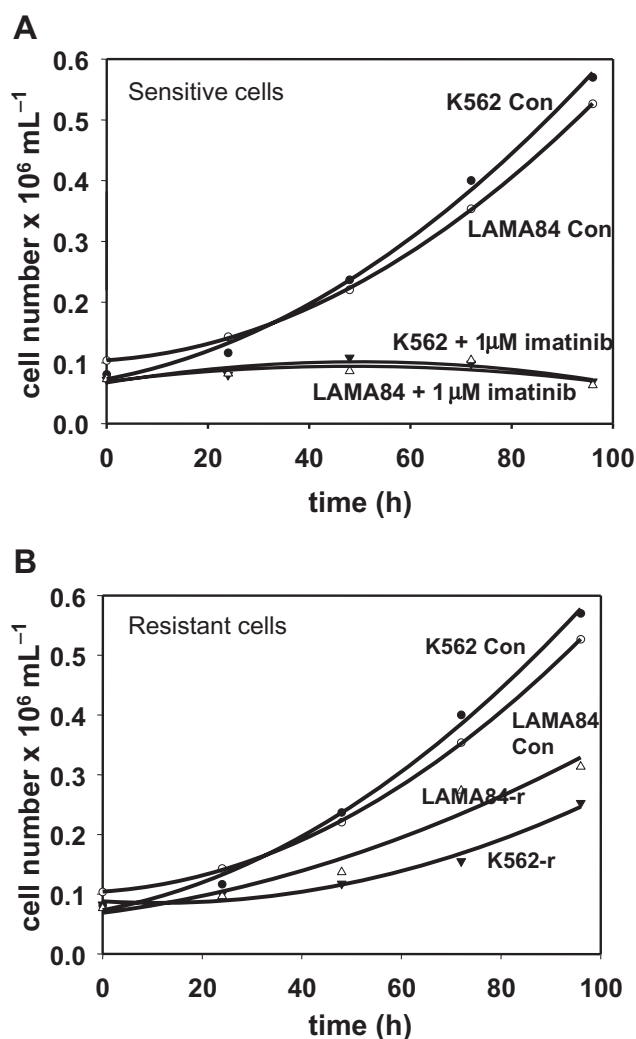 A
cell number x 10⁶ mL⁻¹
0.6
0.5
0.4
0.3
0.2
0.1
0.0
Sensitive cells
K562 Con
LAMA84 Con
K562 + 1μM imatinib
LAMA84 + 1 μM imatinib
0 20 40 60 80 100
time (h)
B
cell number x 10⁶ mL⁻¹
0.6
0.5
0.4
0.3
0.2
0.1
0.0
Resistant cells
K562 Con
LAMA84
Con
LAMA84-r
K562-r
0 20 40 60 80 100
time (h)